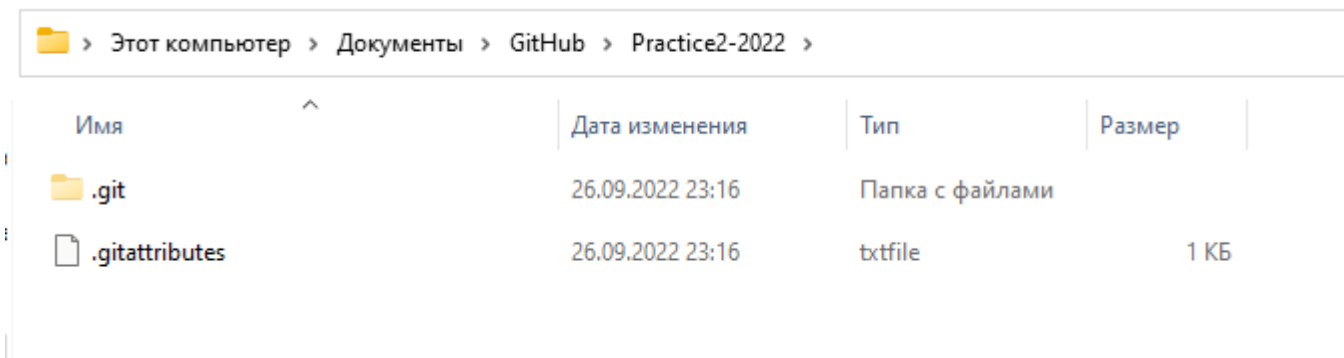 Этот компьютер > Документы > GitHub > Practice2-2022 >
Имя Дата изменения Тип Размер
.git 26.09.2022 23:16 Папка с файлами
.gitattributes 26.09.2022 23:16 txtfile 1 КБ